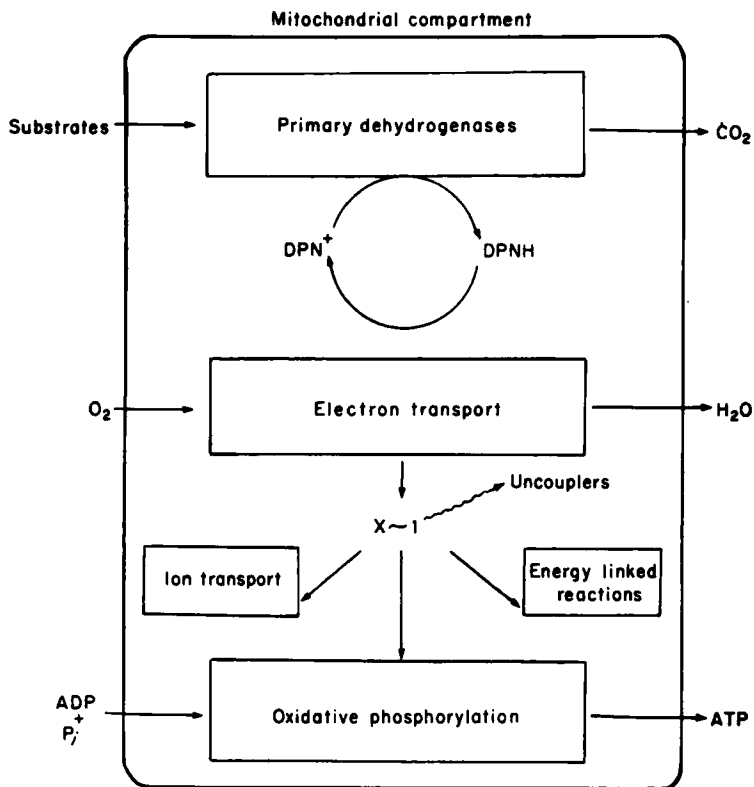 Mitochondrial compartment
Substrates
Primary dehydrogenases
CO2
DPN+
DPNH
O2
Electron transport
H2O
Uncouplers
X~1
Ion transport
Energy linked
reactions
ADP
+
Pi
Oxidative phosphorylation
ATP